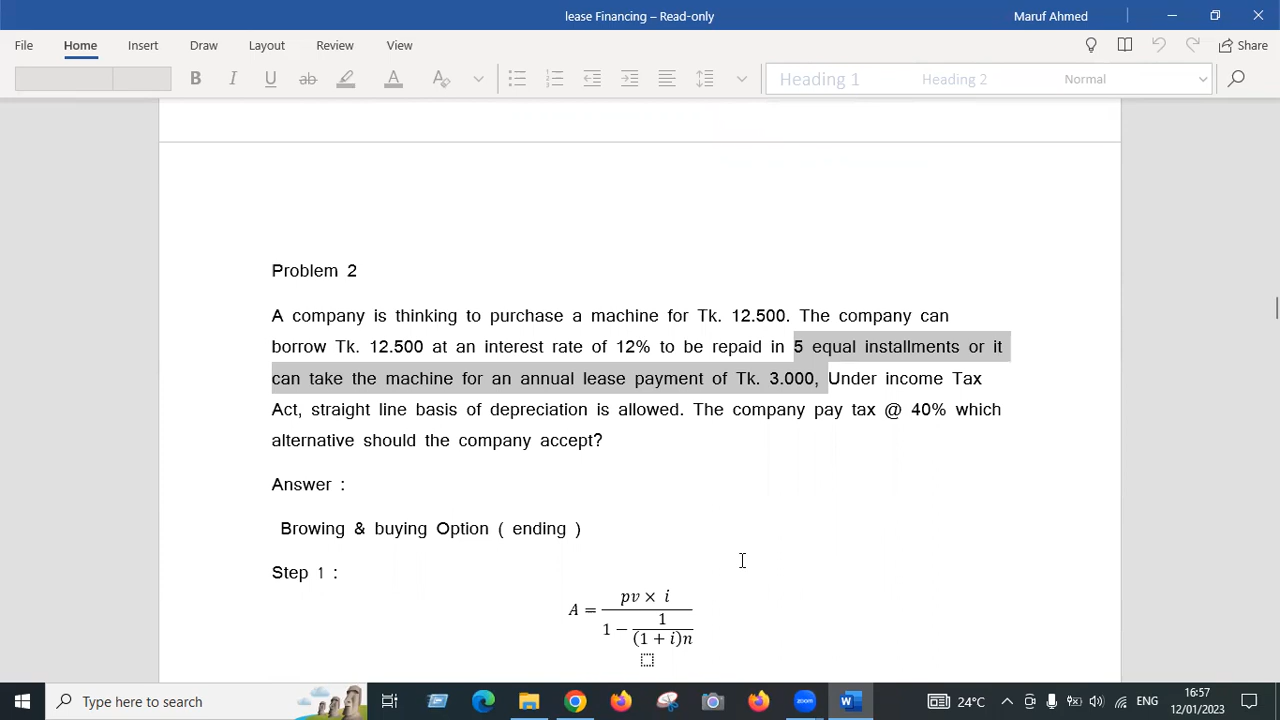 lease Financing – Read-only
Maruf Ahmed
File Home Insert Draw Layout Review View
Share
B I U ab A A
Heading 1 Heading 2 Normal
Problem 2
A company is thinking to purchase a machine for Tk. 12.500. The company can
borrow Tk. 12.500 at an interest rate of 12% to be repaid in 5 equal installments or it
can take the machine for an annual lease payment of Tk. 3.000, Under income Tax
Act, straight line basis of depreciation is allowed. The company pay tax @ 40% which
alternative should the company accept?
Answer :
Browing & buying Option ( ending )
Step 1 :
pv × i
A =
1
1 −
(1 + i)n
Type here to search
zoom
24°C
ENG
16:57
12/01/2023